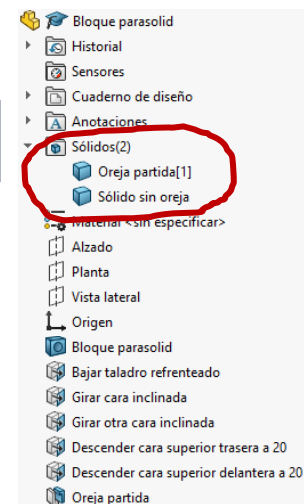 Bloque parasolid
Historial
Sensores
Cuaderno de diseño
Anotaciones
Sólidos(2)
Oreja partida[1]
Sólido sin oreja
Material <sin especificar>
Alzado
Planta
Vista lateral
Origen
Bloque parasolid
Bajar taladro refrenteado
Girar cara inclinada
Girar otra cara inclinada
Descender cara superior trasera a 20
Descender cara superior delantera a 20
Oreja partida